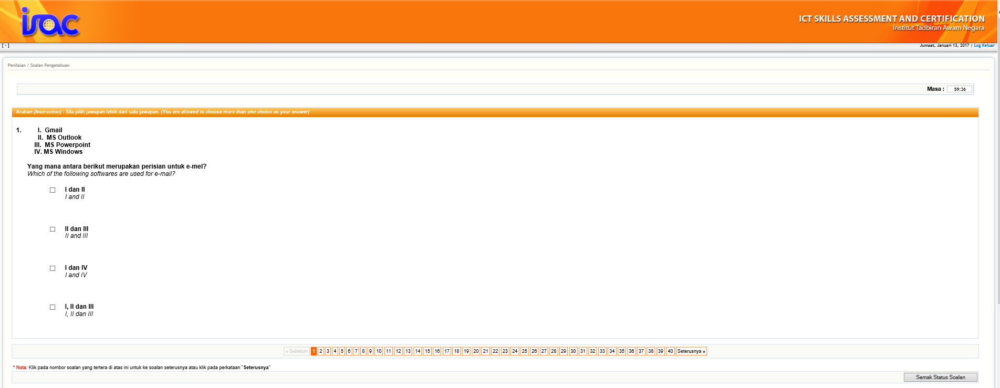 isac
ICT SKILLS ASSESSMENT AND CERTIFICATION
Institut Tadbiran Awam Negara
[ - ]
Jumaat, Januari 13, 2017 | Log Keluar
Penilaian / Soalan Pengetahuan
Masa : 59:36
Arahan (Instruction) : Sila pilih jawapan lebih dari satu jawapan. (You are allowed to choose more than one choice as your answer)
1. I. Gmail
II. MS Outlook
III. MS Powerpoint
IV. MS Windows
Yang mana antara berikut merupakan perisian untuk e-mel?
Which of the following softwares are used for e-mail?
I dan II
I and II
II dan III
II and III
I dan IV
I and IV
I, II dan III
I, II dan III
« Sebelum 1 2 3 4 5 6 7 8 9 10 11 12 13 14 15 16 17 18 19 20 21 22 23 24 25 26 27 28 29 30 31 32 33 34 35 36 37 38 39 40 Seterusnya »
* Nota: Klik pada nombor soalan yang tertera di atas ini untuk ke soalan seterusnya atau klik pada perkataan "Seterusnya"
Semak Status Soalan